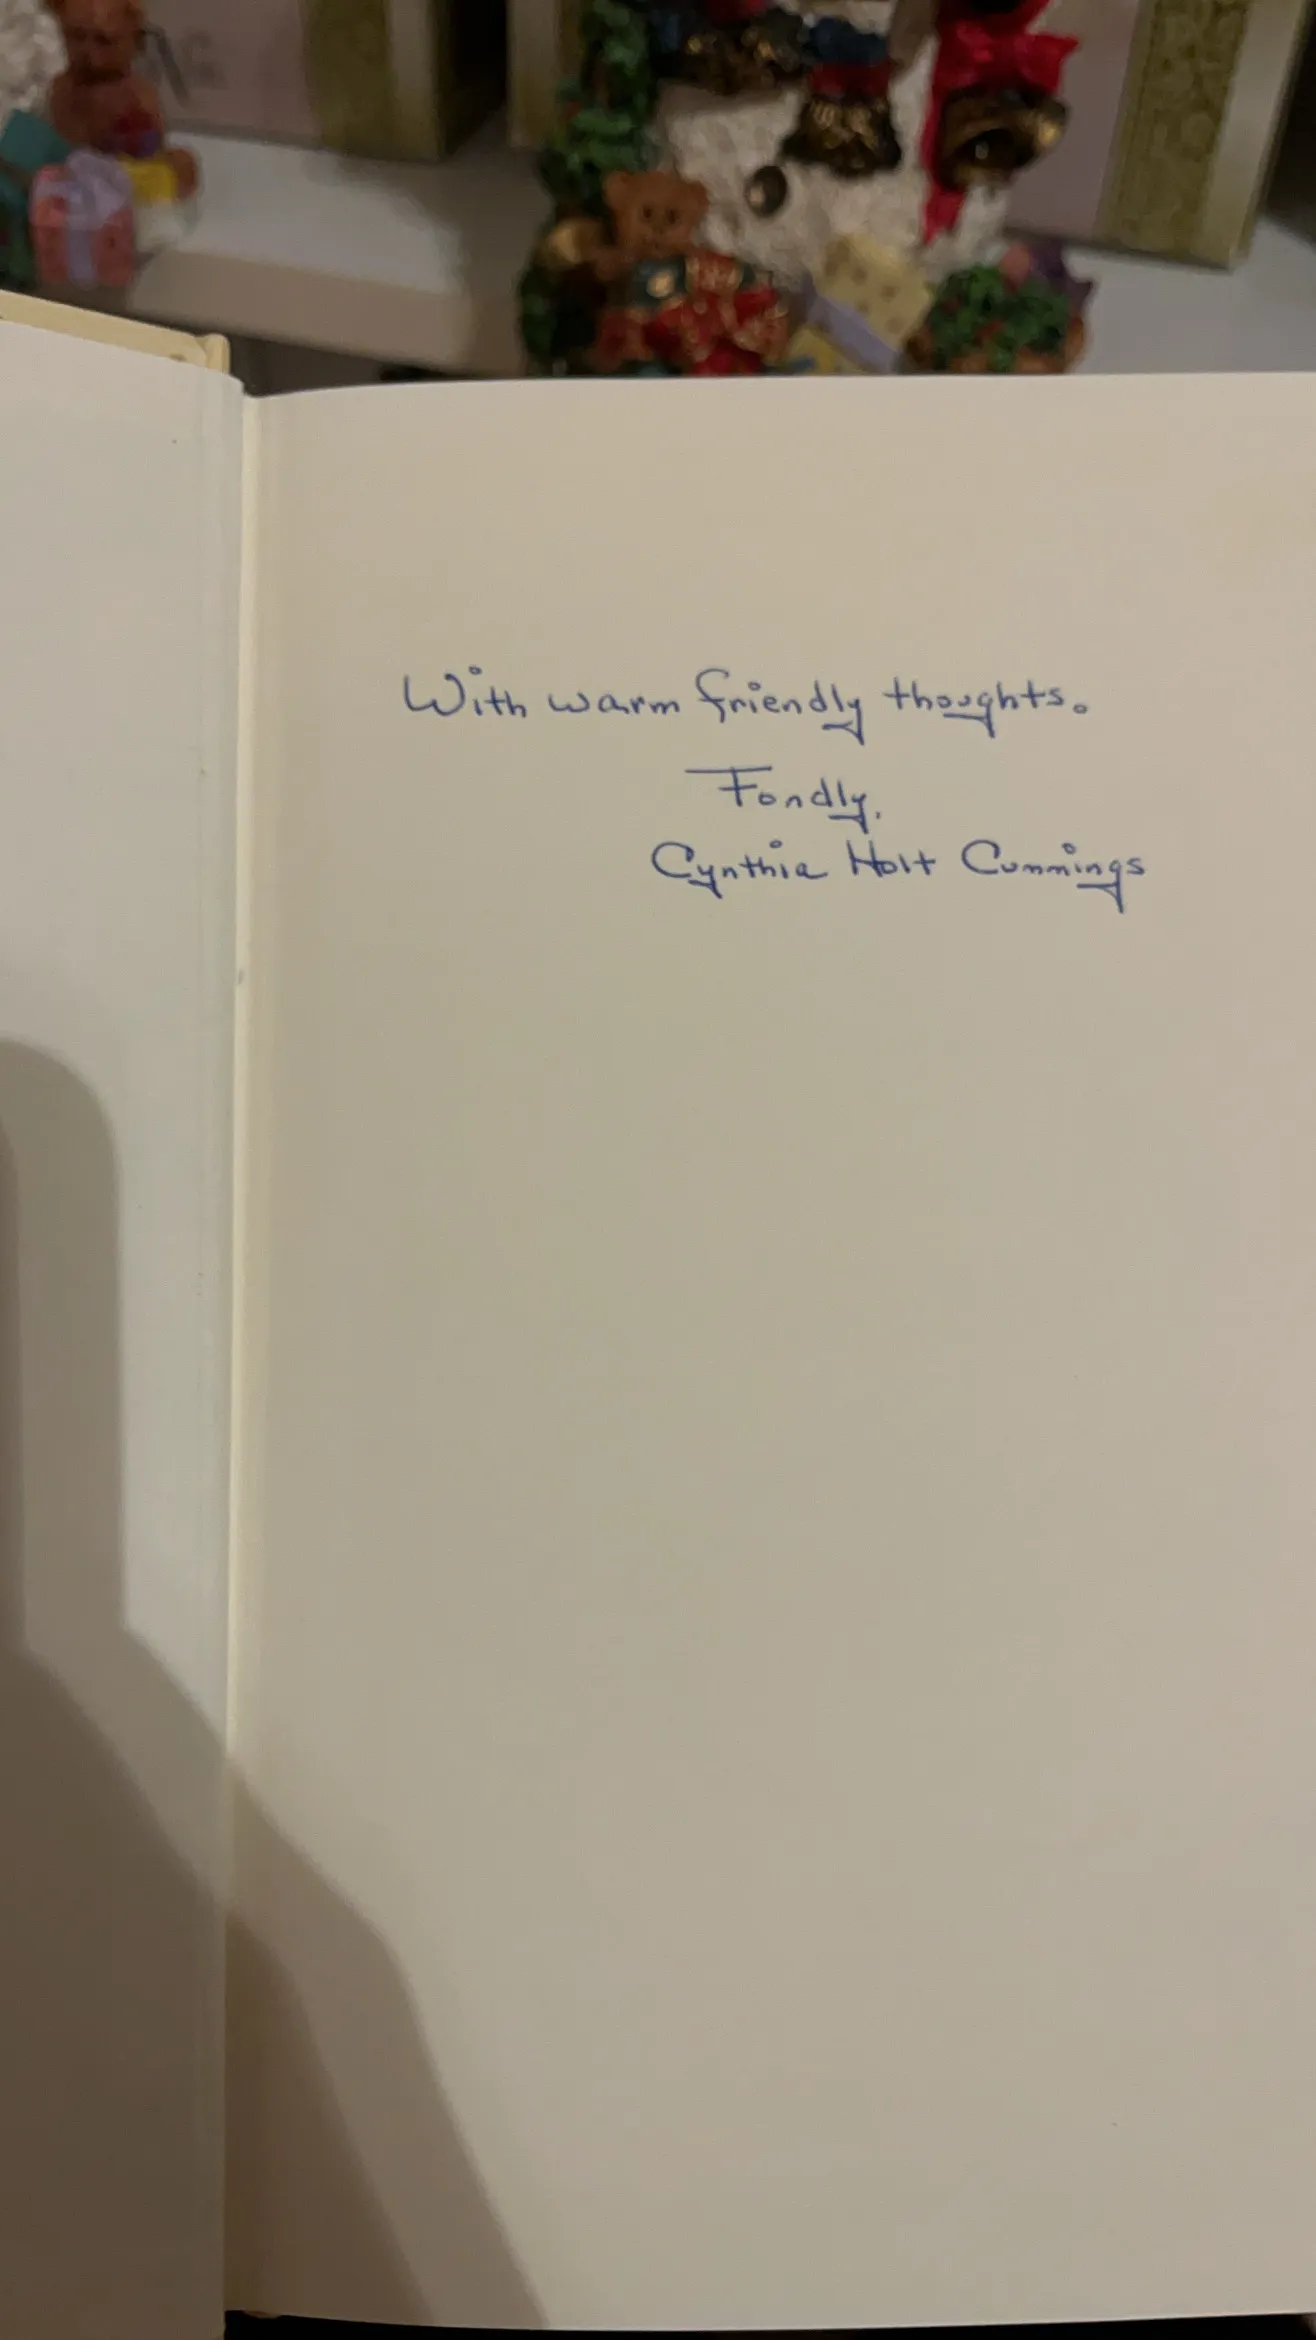 With warm friendly thoughts.
Fondly,
Cynthia Holt Cummings